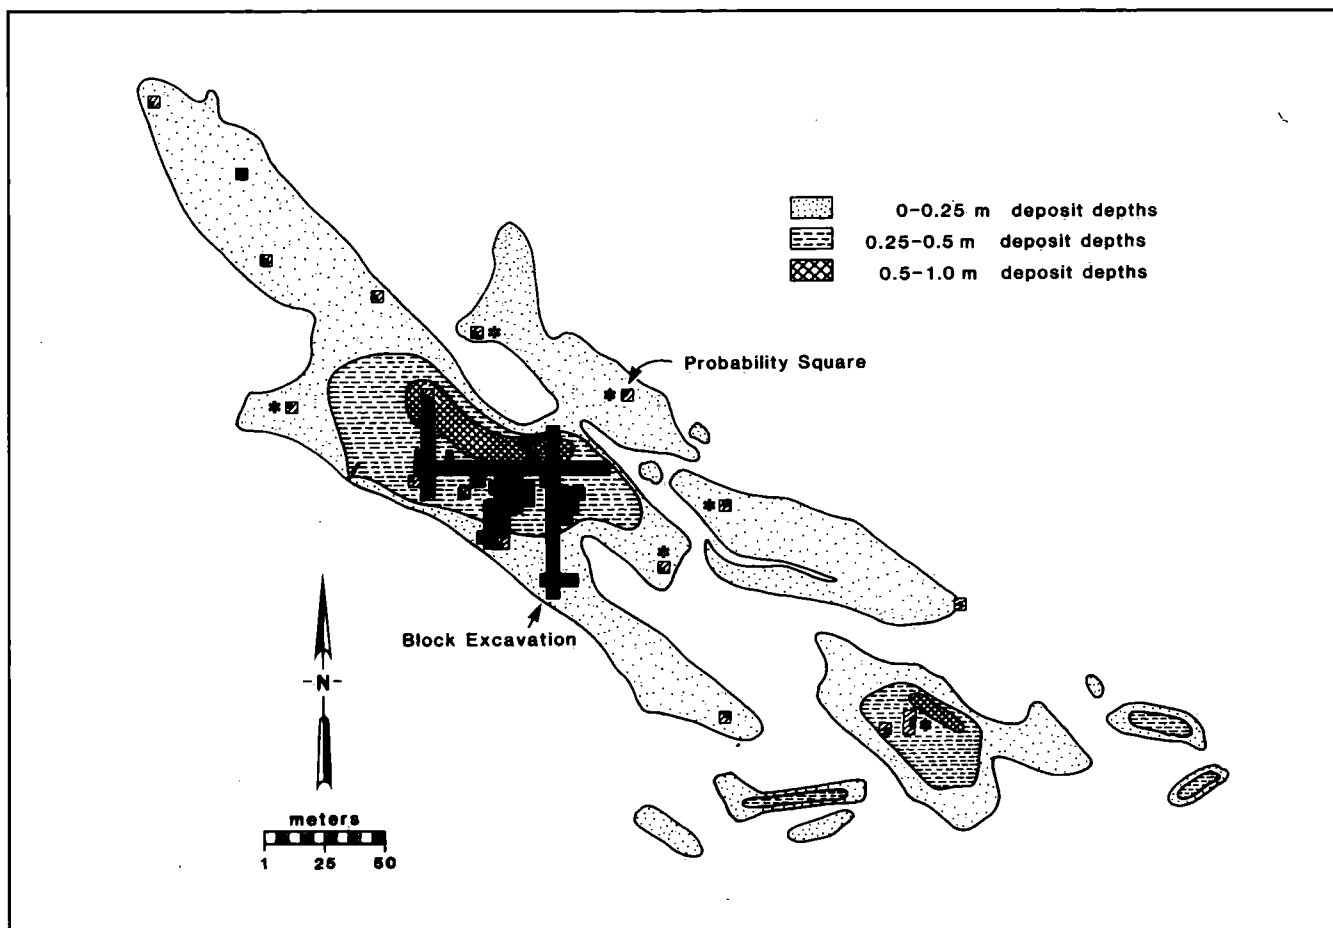 0-0.25 m deposit depths
0.25-0.5 m deposit depths
0.5-1.0 m deposit depths
Probability Square
Block Excavation
-N-
meters
1 25 50